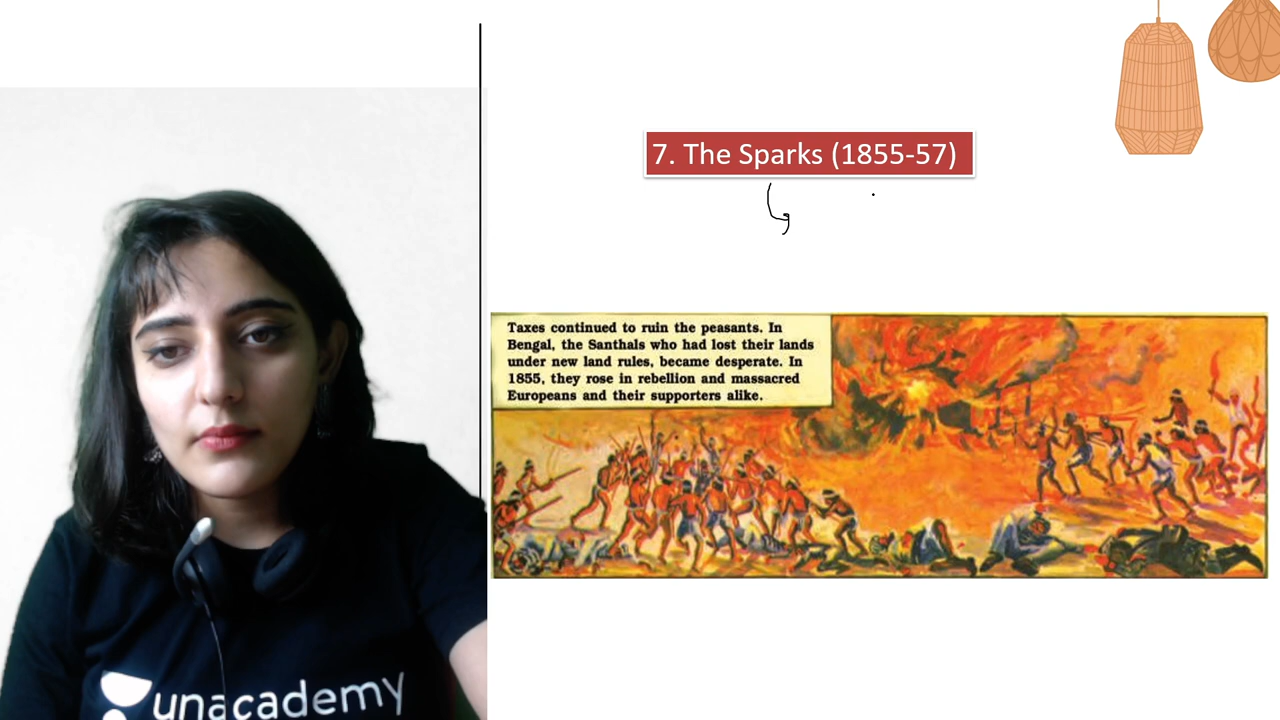 7. The Sparks (1855-57)
Taxes continued to ruin the peasants. In
Bengal, the Santhals who had lost their lands
under new land rules, became desperate. In
1855, they rose in rebellion and massacred
Europeans and their supporters alike.
unacademy